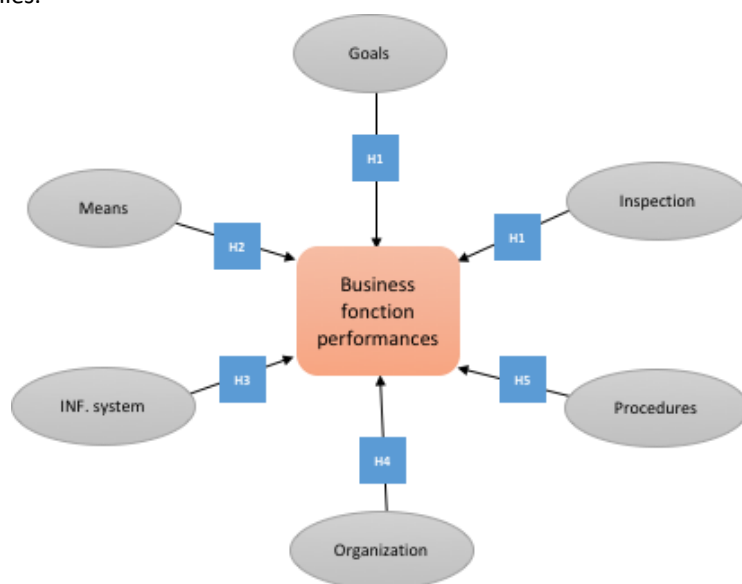 Goals
H1
Means
Inspection
H2
H1
Business
fonction
performances
INF. system
H3
H5
Procedures
H4
Organization